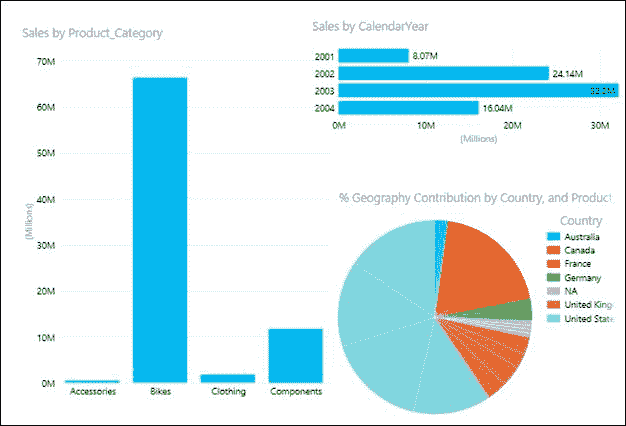 Sales by Product_Category
70M
60M
50M
40M
30M
20M
10M
0M
(Millions)
Accessories
Bikes
Clothing
Components
Sales by CalendarYear
2001
8.07M
2002
24.14M
2003
2004
16.04M
0M
10M
20M
30M
(Millions)
% Geography Contribution by Country, and Product
Country
Australia
Canada
France
Germany
NA
United King
United State